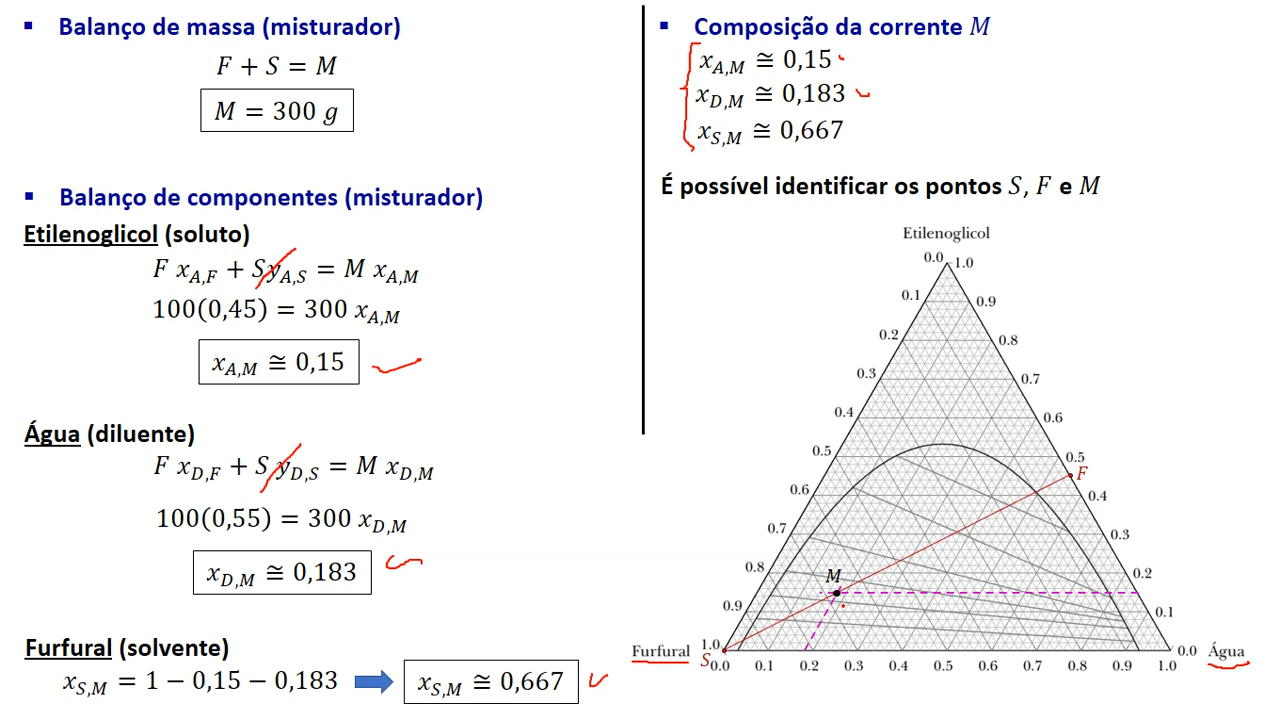 ▪ Balanço de massa (misturador)
F + S = M
M = 300 g
▪ Balanço de componentes (misturador)
Etilenoglicol (soluto)
F x_{A,F} + S y_{A,S} = M x_{A,M}
100(0,45) = 300 x_{A,M}
x_{A,M} ≅ 0,15
Água (diluente)
F x_{D,F} + S y_{D,S} = M x_{D,M}
100(0,55) = 300 x_{D,M}
x_{D,M} ≅ 0,183
Furfural (solvente)
x_{S,M} = 1 − 0,15 − 0,183
x_{S,M} ≅ 0,667
▪ Composição da corrente M
x_{A,M} ≅ 0,15
x_{D,M} ≅ 0,183
x_{S,M} ≅ 0,667
É possível identificar os pontos S, F e M
Etilenoglicol
0.0 1.0
0.1 0.9
0.2 0.8
0.3 0.7
0.4 0.6
0.5 0.5
F
0.6 0.4
0.7 0.3
0.8 0.2
M
0.9 0.1
1.0 0.0
Furfural S Água
0.0 0.1 0.2 0.3 0.4 0.5 0.6 0.7 0.8 0.9 1.0